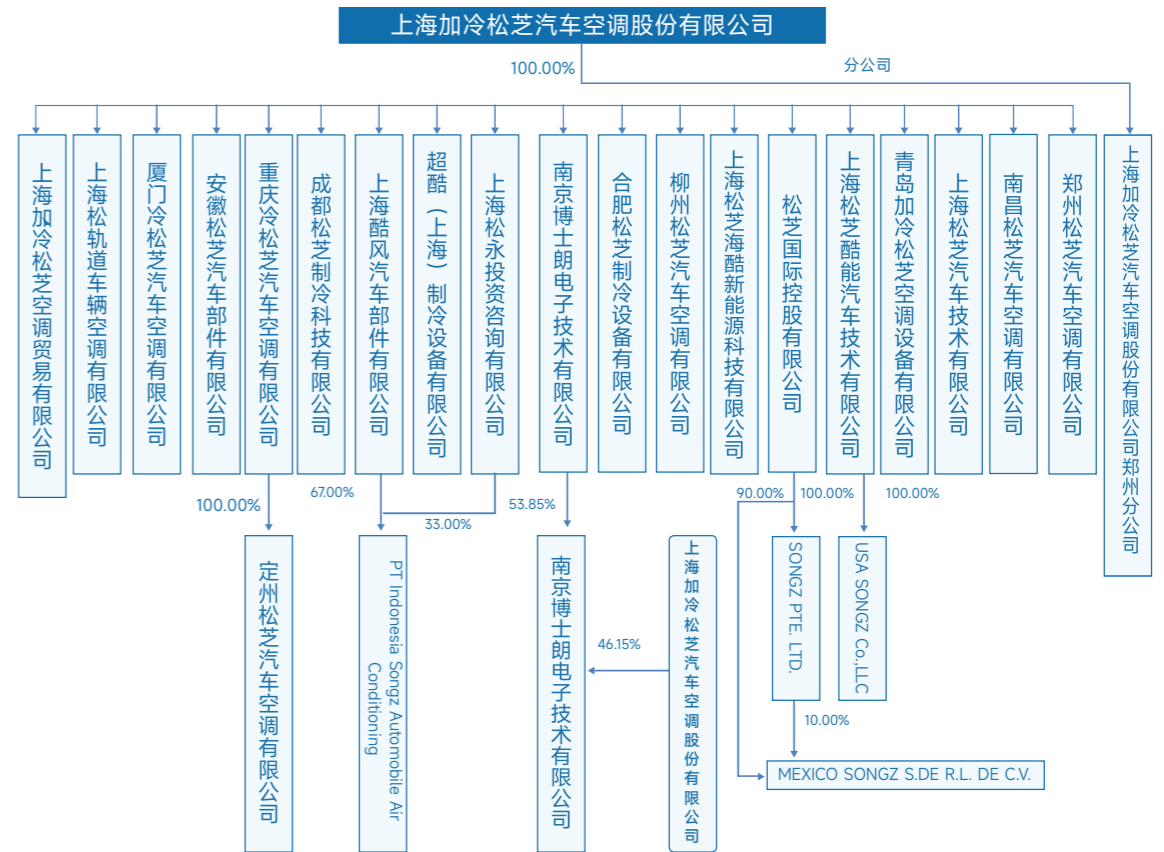 上海加冷松芝汽车空调股份有限公司
100.00%
分公司
上海加冷松芝空调贸易有限公司
上海松轨道车辆空调有限公司
厦门冷松芝汽车空调有限公司
安徽松芝汽车部件有限公司
重庆冷松芝汽车空调有限公司
成都松芝制冷科技有限公司
上海酷风汽车部件有限公司
超酷（上海）制冷设备有限公司
上海松永投资咨询有限公司
南京博士朗电子技术有限公司
合肥松芝制冷设备有限公司
柳州松芝汽车空调有限公司
上海松芝海酷新能源科技有限公司
松芝国际控股有限公司
上海松芝酷能汽车技术有限公司
青岛加冷松芝空调设备有限公司
上海松芝汽车技术有限公司
南昌松芝汽车空调有限公司
郑州松芝汽车空调有限公司
上海加冷松芝汽车空调股份有限公司郑州分公司
100.00%
67.00%
33.00%
53.85%
90.00%
100.00%
100.00%
定州松芝汽车空调有限公司
PT Indonesia Songz Automobile Air
Conditioning
南京博士朗电子技术有限公司
46.15%
上海加冷松芝汽车空调股份有限公司
SONGZ PTE. LTD.
USA SONGZ Co.,LLC
10.00%
MEXICO SONGZ S.DE R.L. DE C.V.